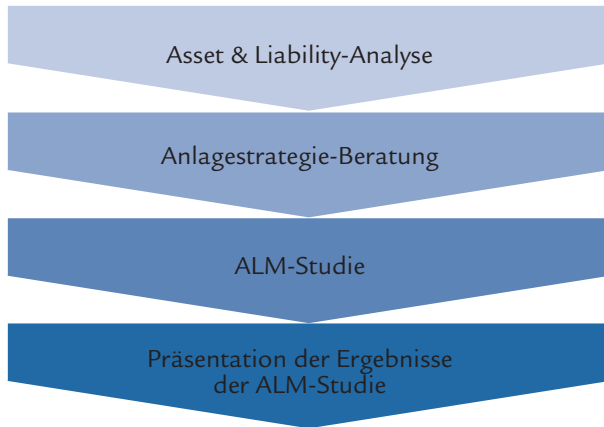 Asset & Liability-Analyse
Anlagestrategie-Beratung
ALM-Studie
Präsentation der Ergebnisse
der ALM-Studie